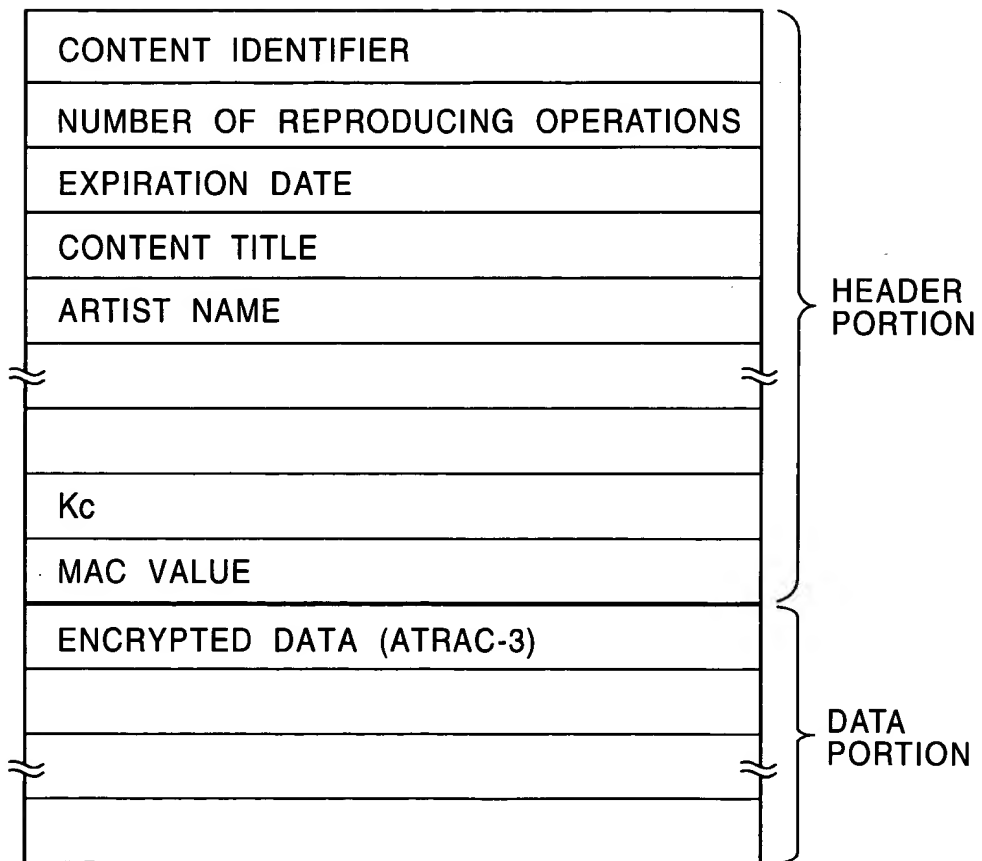 CONTENT IDENTIFIER
NUMBER OF REPRODUCING OPERATIONS
EXPIRATION DATE
CONTENT TITLE
ARTIST NAME
HEADER
PORTION
Kc
MAC VALUE
ENCRYPTED DATA (ATRAC-3)
DATA
PORTION